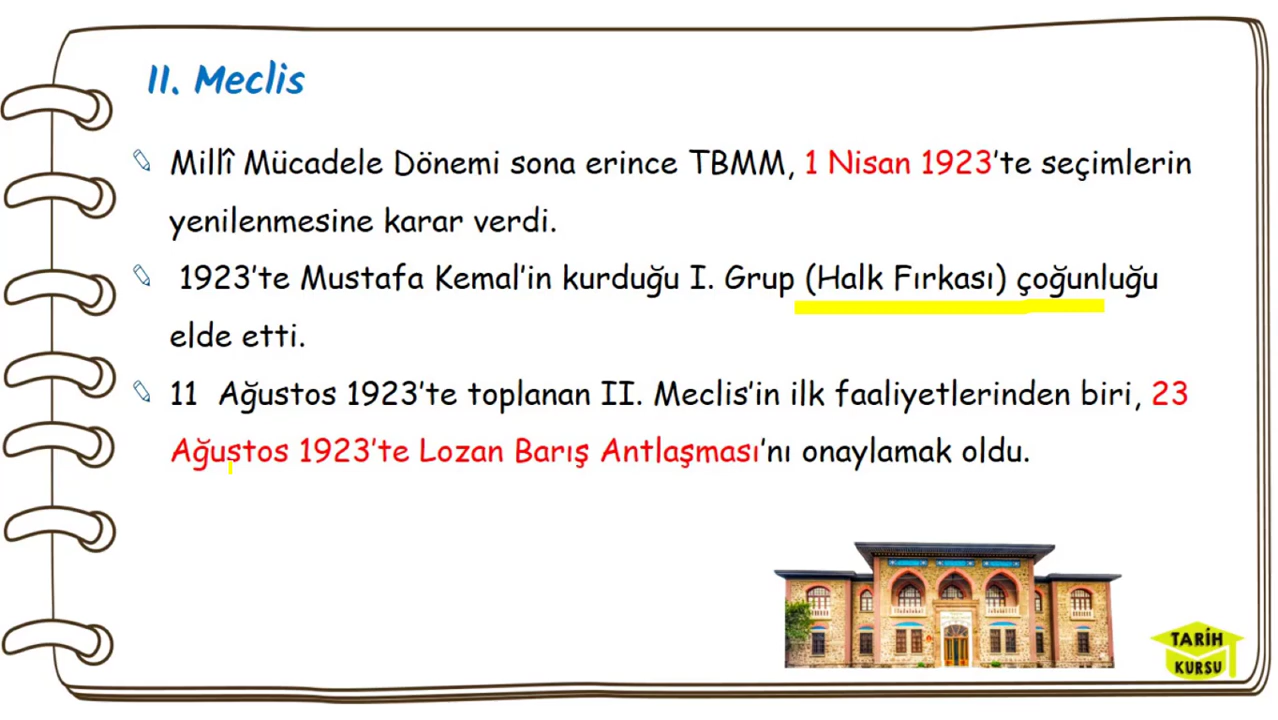 II. Meclis
Millî Mücadele Dönemi sona erince TBMM, 1 Nisan 1923'te seçimlerin
yenilenmesine karar verdi.
1923'te Mustafa Kemal'in kurduğu I. Grup (Halk Fırkası) çoğunluğu
elde etti.
11 Ağustos 1923'te toplanan II. Meclis'in ilk faaliyetlerinden biri, 23
Ağustos 1923'te Lozan Barış Antlaşması'nı onaylamak oldu.
TARİH
KURSU